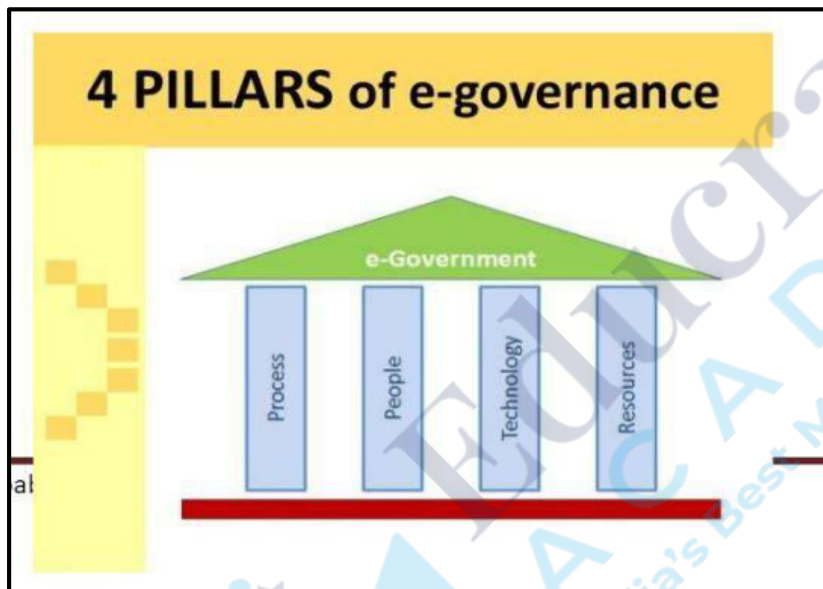 4 PILLARS of e-governance
e-Government
Process
People
Technology
Resources